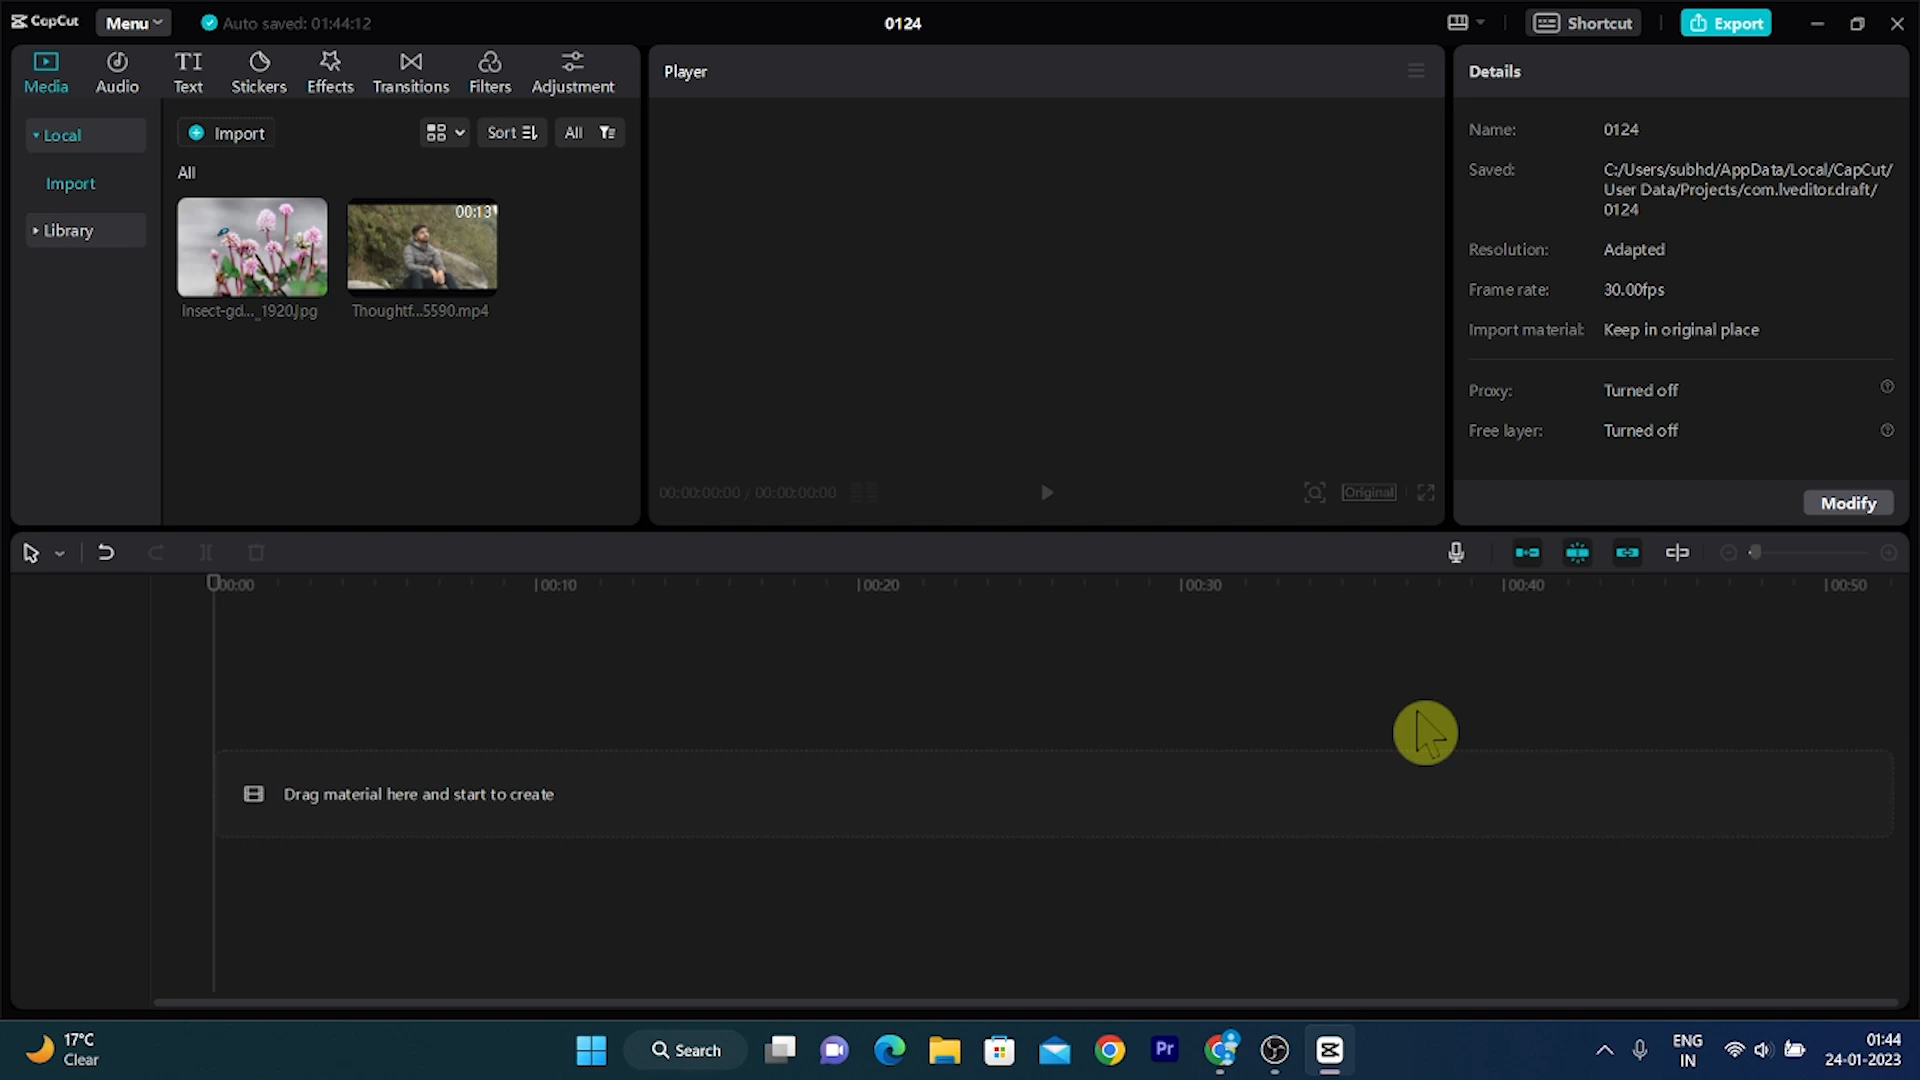 CapCut
Menu
Auto saved: 01:44:12
0124
Shortcut
Export
Media
Audio
TI
Text
Stickers
Effects
Transitions
Filters
Adjustment
Player
Details
Local
Import
Library
Import
Sort
All
All
00:13
Insect-gd..._1920.jpg
Thoughtf...5590.mp4
Name:
0124
Saved:
C:/Users/subhd/AppData/Local/CapCut/
User Data/Projects/com.lveditor.draft/
0124
Resolution:
Adapted
Frame rate:
30.00fps
Import material:
Keep in original place
Proxy:
Turned off
Free layer:
Turned off
Modify
00:00:00:00 / 00:00:00:00
Original
00:00
00:10
00:20
00:30
00:40
00:50
Drag material here and start to create
17°C
Clear
Search
Pr
ENG
IN
01:44
24-01-2023